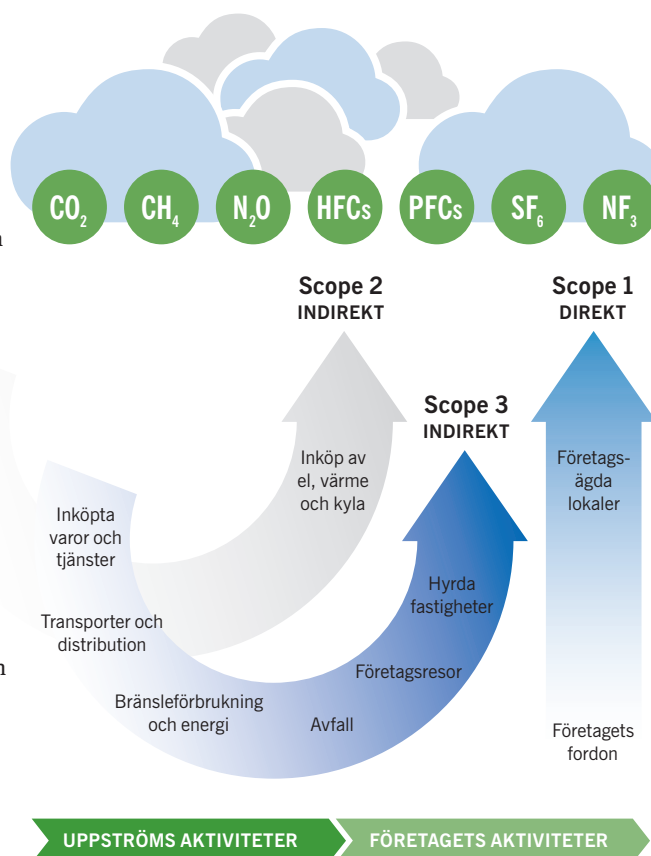 CO₂ CH₄ N₂O HFCs PFCs SF₆ NF₃
Scope 2
INDIREKT
Scope 1
DIREKT
Scope 3
INDIREKT
Inköp av
el, värme
och kyla
Företags-
ägda
lokaler
Inköpta
varor och
tjänster
Transporter och
distribution
Bränsleförbrukning
och energi
Avfall
Företagsresor
Hyrda
fastigheter
Företagets
fordon
UPPSTRÖMS AKTIVITETER
FÖRETAGETS AKTIVITETER